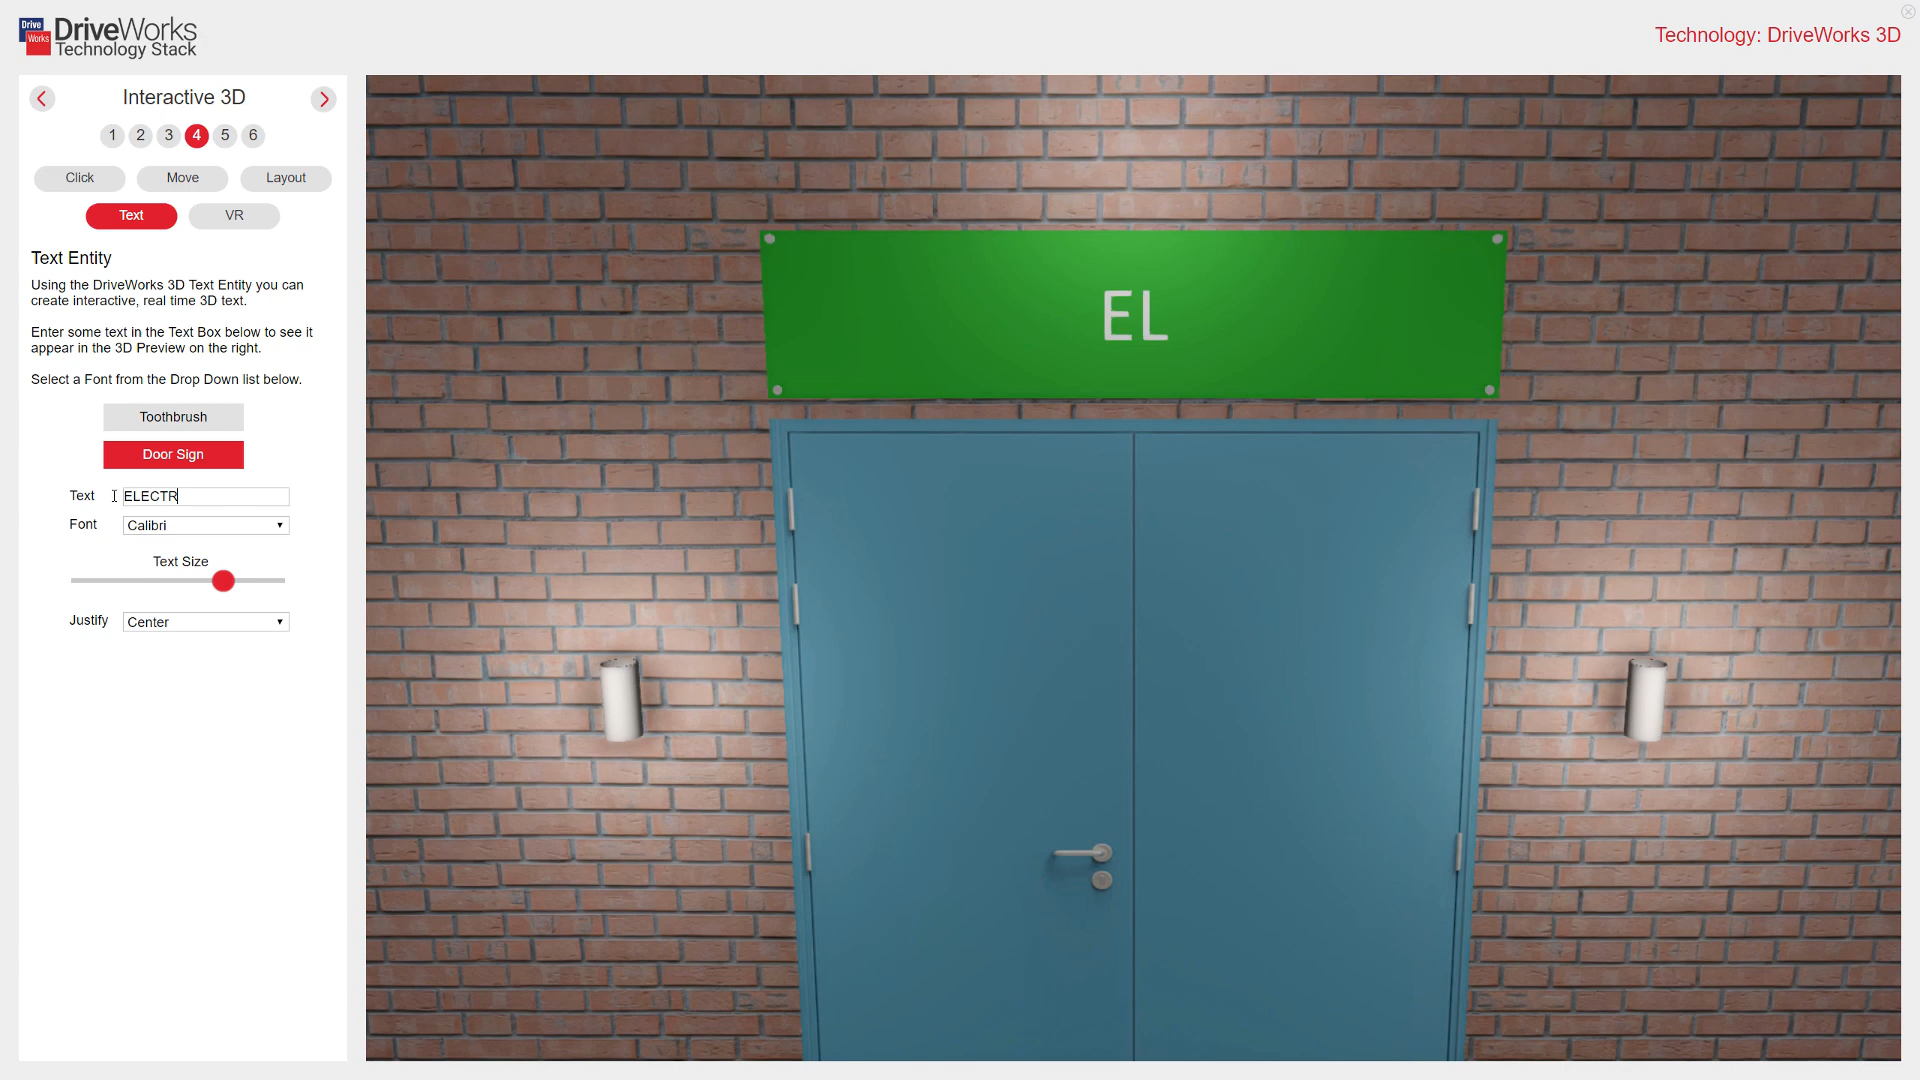 Drive
Works
DriveWorks
Technology Stack
Technology: DriveWorks 3D
Interactive 3D
1 2 3 4 5 6
Click Move Layout
Text VR
Text Entity
Using the DriveWorks 3D Text Entity you can
create interactive, real time 3D text.
Enter some text in the Text Box below to see it
appear in the 3D Preview on the right.
Select a Font from the Drop Down list below.
Toothbrush
Door Sign
Text ELECTR
Font Calibri
Text Size
Justify Center
EL